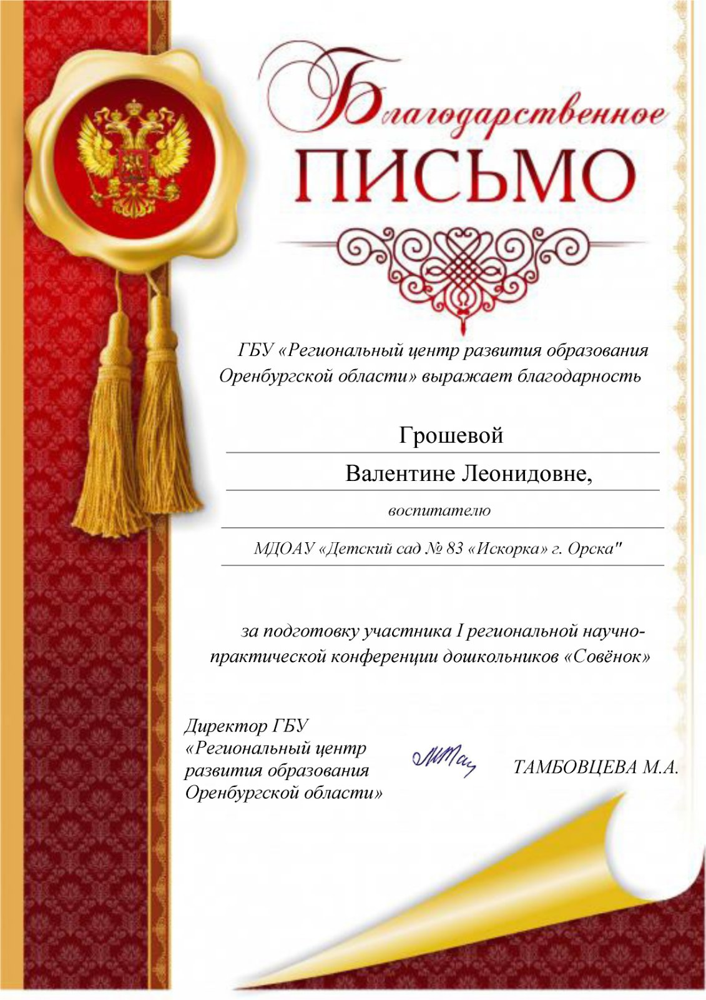 Благодарственное
ПИСЬМО
ГБУ «Региональный центр развития образования
Оренбургской области» выражает благодарность
Грошевой
Валентине Леонидовне,
воспитателю
МДОАУ «Детский сад № 83 «Искорка» г. Орска"
за подготовку участника I региональной научно-
практической конференции дошкольников «Совёнок»
Директор ГБУ
«Региональный центр
развития образования
Оренбургской области»
ТАМБОВЦЕВА М.А.